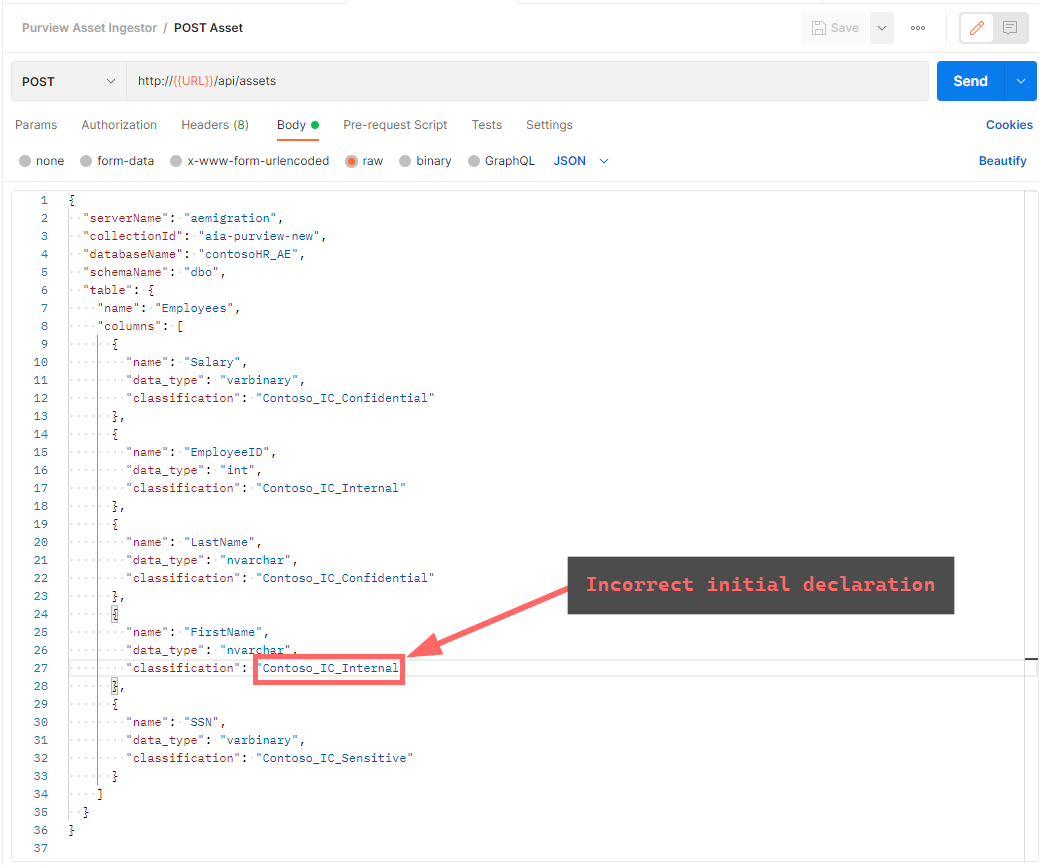 Purview Asset Ingestor / POST Asset
Save
POST
http://{{URL}}/api/assets
Send
Params Authorization Headers (8) Body Pre-request Script Tests Settings Cookies
none form-data x-www-form-urlencoded raw binary GraphQL JSON Beautify
1 {
2 "serverName": "aemigration",
3 "collectionId": "aia-purview-new",
4 "databaseName": "contosoHR_AE",
5 "schemaName": "dbo",
6 "table": {
7 "name": "Employees",
8 "columns": [
9 {
10 "name": "Salary",
11 "data_type": "varbinary",
12 "classification": "Contoso_IC_Confidential"
13 },
14 {
15 "name": "EmployeeID",
16 "data_type": "int",
17 "classification": "Contoso_IC_Internal"
18 },
19 {
20 "name": "LastName",
21 "data_type": "nvarchar",
22 "classification": "Contoso_IC_Confidential"
23 },
Incorrect initial declaration
24 {
25 "name": "FirstName",
26 "data_type": "nvarchar",
27 "classification": "Contoso_IC_Internal
28 },
29 {
30 "name": "SSN",
31 "data_type": "varbinary",
32 "classification": "Contoso_IC_Sensitive"
33 }
34 ]
35 }
36 }
37